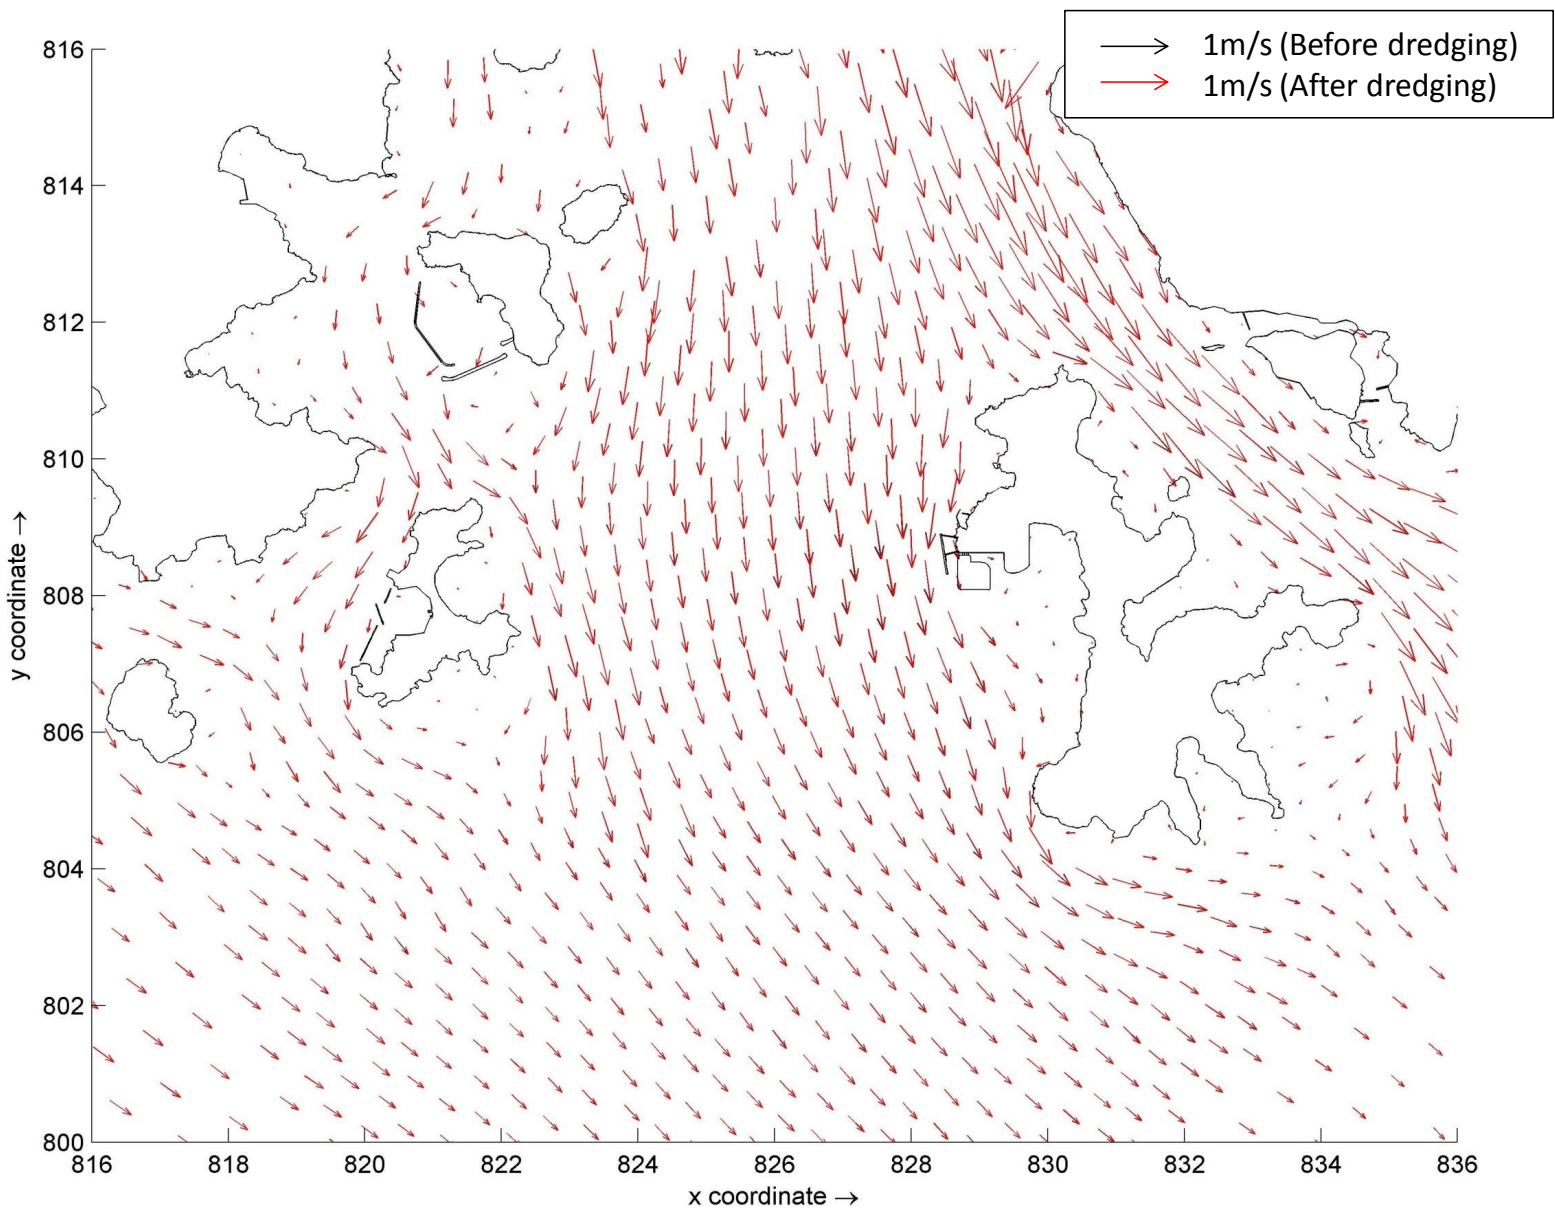 1m/s (Before dredging)
1m/s (After dredging)
816
814
812
810
808
806
804
802
800
y coordinate →
816 818 820 822 824 826 828 830 832 834 836
x coordinate →